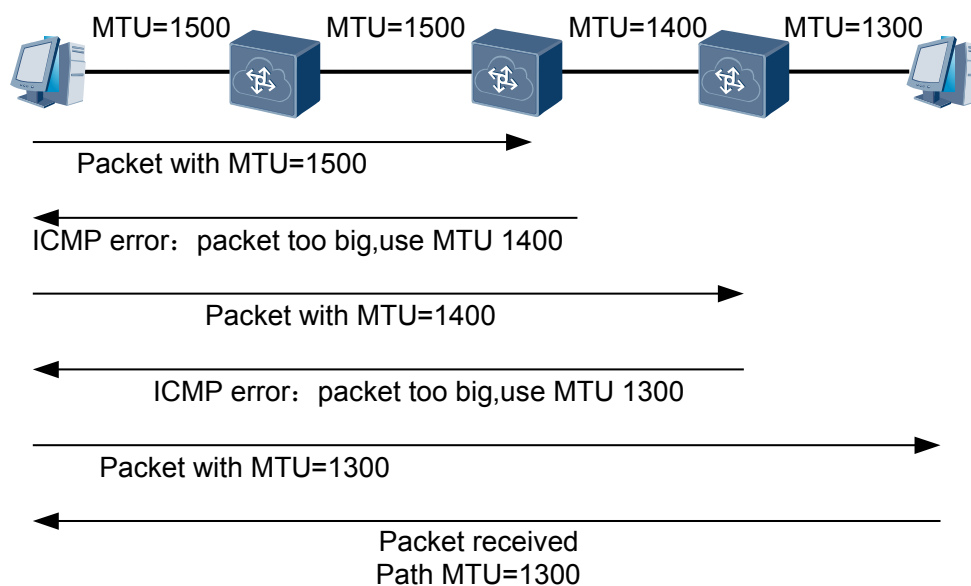 MTU=1500
MTU=1500
MTU=1400
MTU=1300
Packet with MTU=1500
ICMP error：packet too big,use MTU 1400
Packet with MTU=1400
ICMP error：packet too big,use MTU 1300
Packet with MTU=1300
Packet received
Path MTU=1300